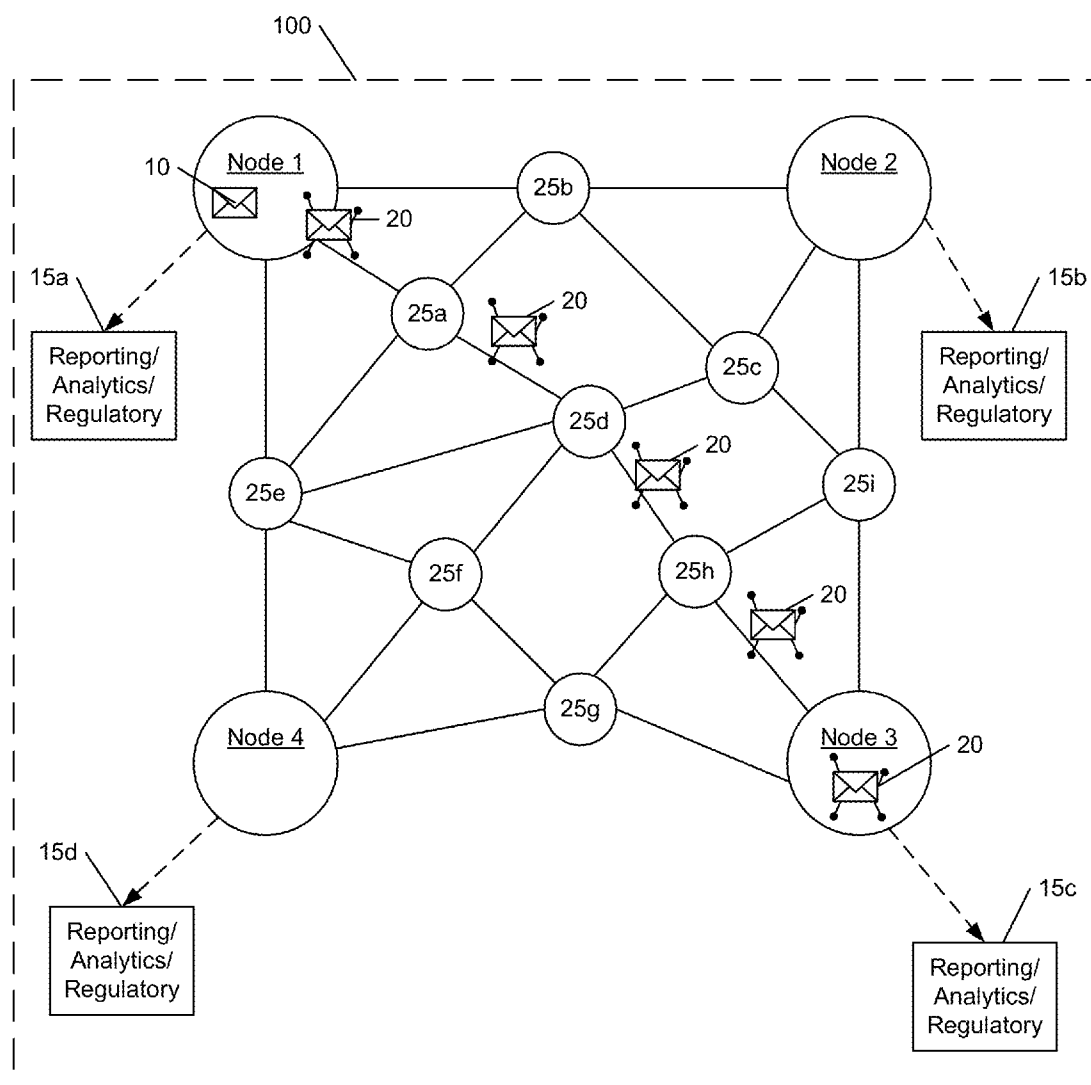 100
Node 1
Node 2
10
25b
20
15a
15b
25a
20
Reporting/
Analytics/
Regulatory
Reporting/
Analytics/
Regulatory
25c
25d
20
25e
25i
25f
25h
20
Node 4
25g
Node 3
20
15d
15c
Reporting/
Analytics/
Regulatory
Reporting/
Analytics/
Regulatory